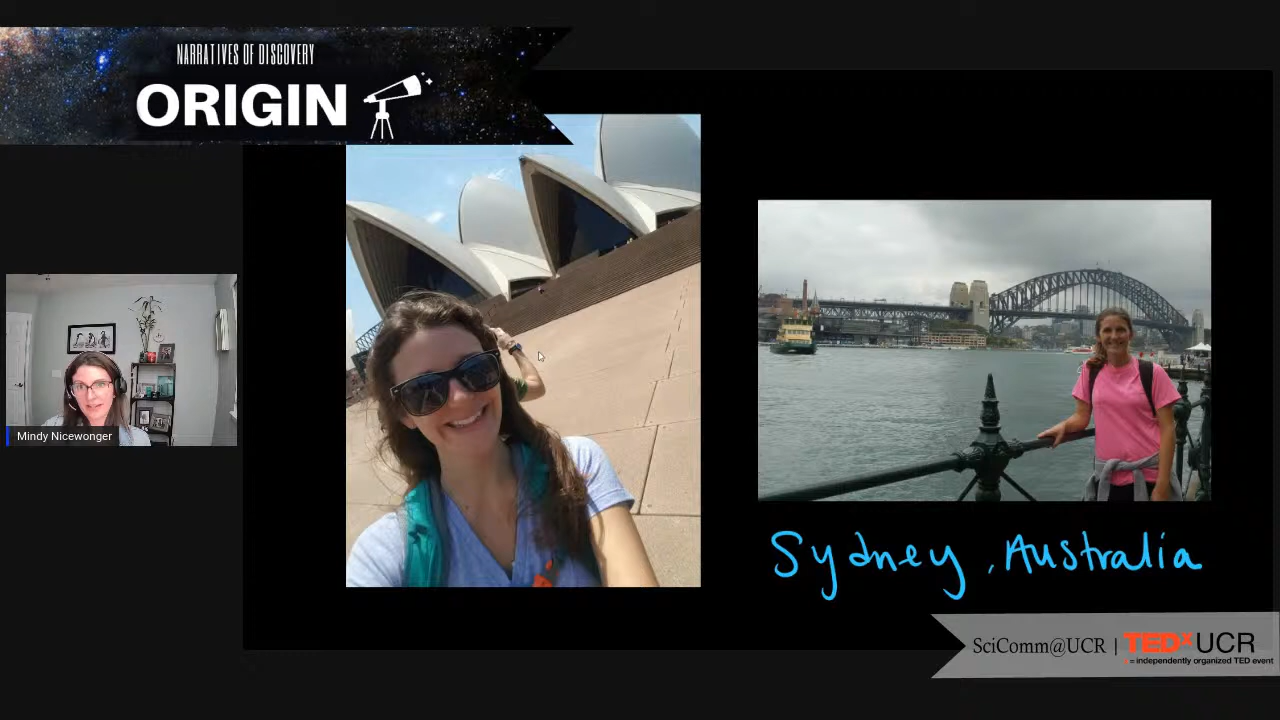 NARRATIVES OF DISCOVERY
ORIGIN
Mindy Nicewonger
Sydney, Australia
SciComm@UCR | TEDxUCR
x = independently organized TED event